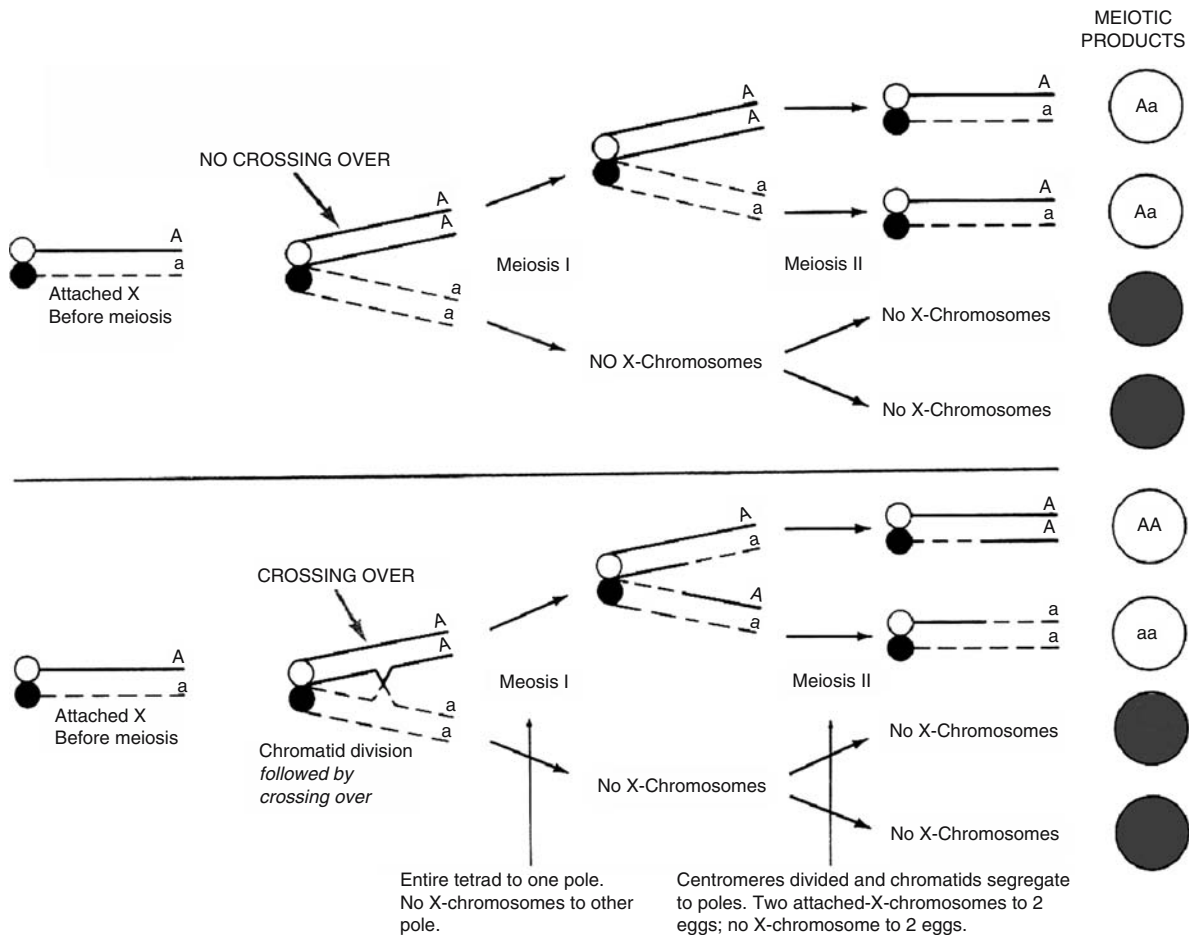 MEIOTIC
PRODUCTS
A
a
Aa
A
A
a
a
NO CROSSING OVER
A
A
a
a
A
a
Aa
A
a
Attached X
Before meiosis
Meiosis I
Meiosis II
No X-Chromosomes
NO X-Chromosomes
No X-Chromosomes
A
A
AA
A
a
A
a
CROSSING OVER
A
A
a
a
a
a
aa
A
a
Attached X
Before meiosis
Meosis I
Meiosis II
Chromatid division
followed by
crossing over
No X-Chromosomes
No X-Chromosomes
No X-Chromosomes
Entire tetrad to one pole.
No X-chromosomes to other
pole.
Centromeres divided and chromatids segregate
to poles. Two attached-X-chromosomes to 2
eggs; no X-chromosome to 2 eggs.